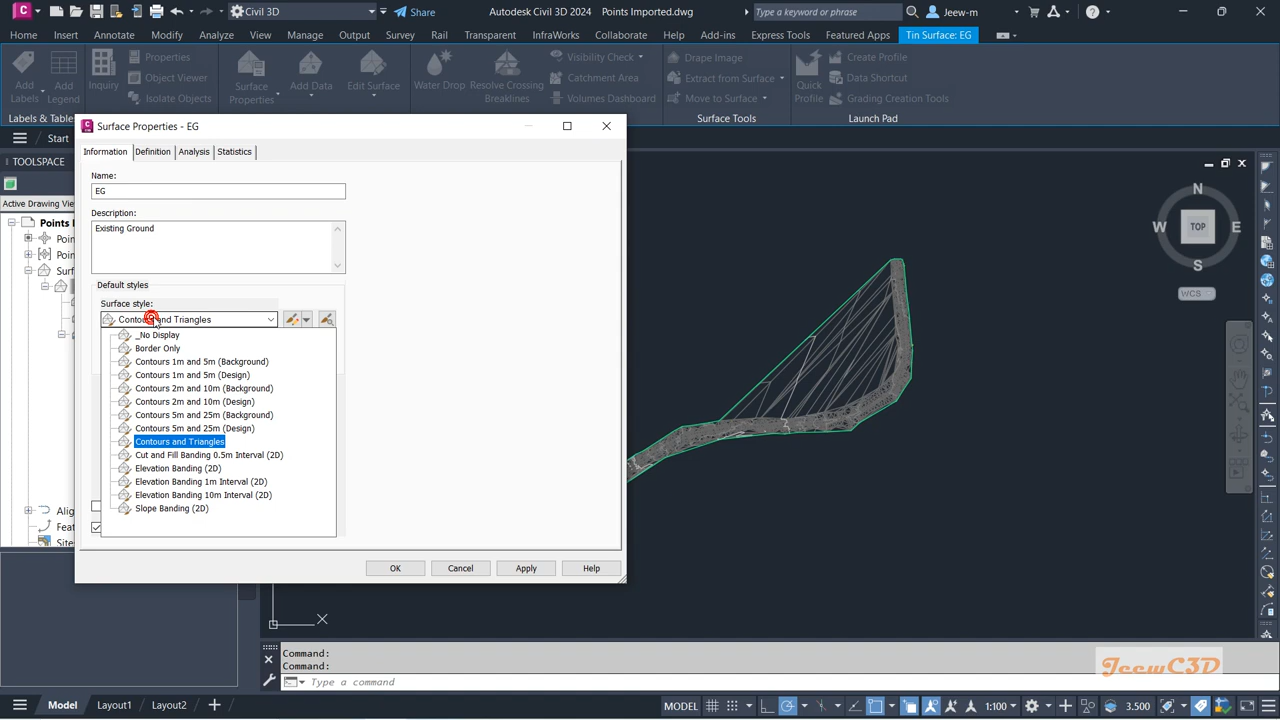 Civil 3D
Share
Autodesk Civil 3D 2024 Points Imported.dwg
Type a keyword or phrase
Jeew-m
Home Insert Annotate Modify Analyze View Manage Output Survey Rail Transparent InfraWorks Collaborate Help Add-ins Express Tools Featured Apps Tin Surface: EG
Add Labels
Add Legend
Inquiry
Properties
Object Viewer
Isolate Objects
Surface Properties
Add Data
Edit Surface
Water Drop
Resolve Crossing Breaklines
Visibility Check
Catchment Area
Volumes Dashboard
Drape Image
Extract from Surface
Move to Surface
Quick Profile
Create Profile
Data Shortcut
Grading Creation Tools
Labels & Table
Surface Tools
Launch Pad
Start
TOOLSPACE
Active Drawing Vie
Points
Poin
Poin
Surf
Alig
Feat
Sites
Surface Properties - EG
Information Definition Analysis Statistics
Name:
EG
Description:
Existing Ground
Default styles
Surface style:
Contours and Triangles
_No Display
Border Only
Contours 1m and 5m (Background)
Contours 1m and 5m (Design)
Contours 2m and 10m (Background)
Contours 2m and 10m (Design)
Contours 5m and 25m (Background)
Contours 5m and 25m (Design)
Contours and Triangles
Cut and Fill Banding 0.5m Interval (2D)
Elevation Banding (2D)
Elevation Banding 1m Interval (2D)
Elevation Banding 10m Interval (2D)
Slope Banding (2D)
OK Cancel Apply Help
N
W TOP E
S
WCS
X
Command:
Command:
Type a command
JeewC3D
Model Layout1 Layout2
MODEL 1:100 3.500